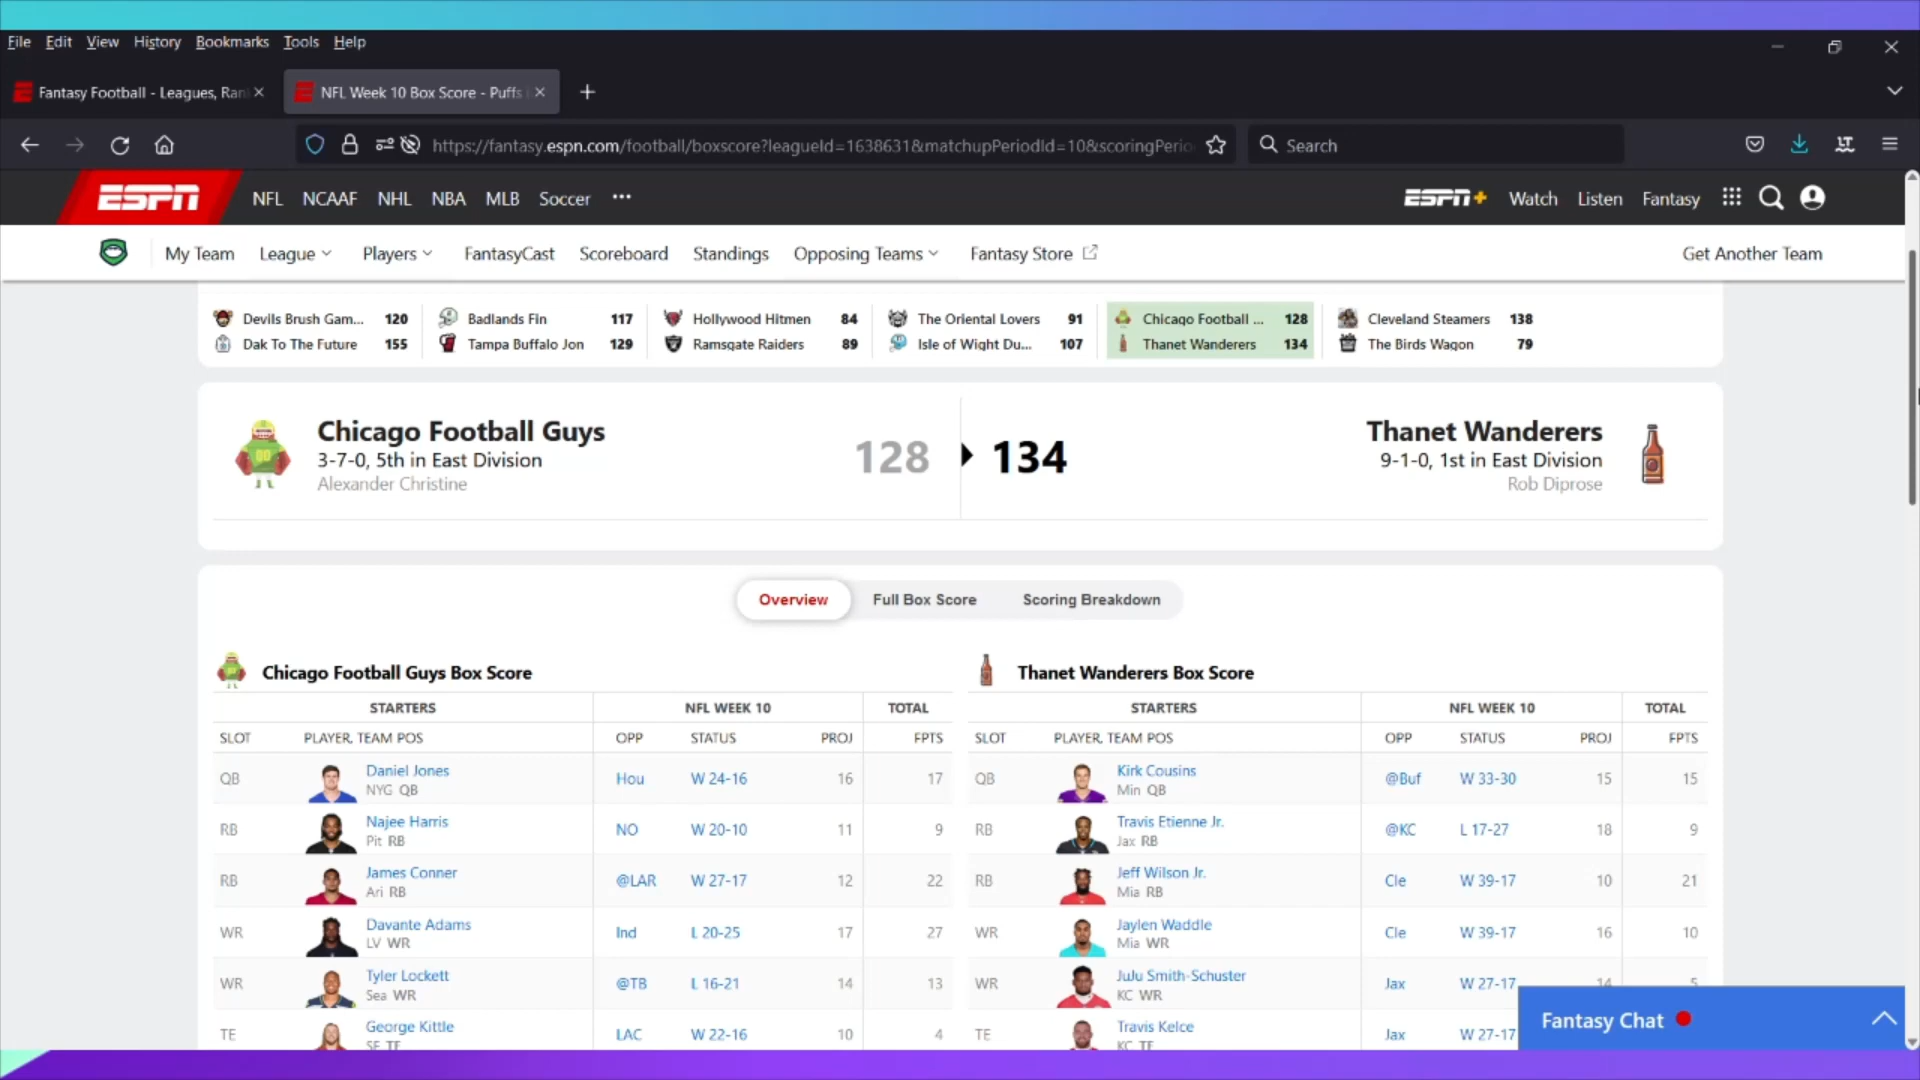 File Edit View History Bookmarks Tools Help
Fantasy Football - Leagues, Ran
NFL Week 10 Box Score - Puffs
https://fantasy.espn.com/football/boxscore?leagueId=1638631&matchupPeriodId=10&scoringPerio
Search
ESPN NFL NCAAF NHL NBA MLB Soccer ••• ESPN+ Watch Listen Fantasy
My Team League Players FantasyCast Scoreboard Standings Opposing Teams Fantasy Store Get Another Team
Devils Brush Gam... 120 Badlands Fin 117 Hollywood Hitmen 84 The Oriental Lovers 91 Chicago Football ... 128 Cleveland Steamers 138
Dak To The Future 155 Tampa Buffalo Jon 129 Ramsgate Raiders 89 Isle of Wight Du... 107 Thanet Wanderers 134 The Birds Wagon 79
Chicago Football Guys
3-7-0, 5th in East Division
Alexander Christine
128 134
Thanet Wanderers
9-1-0, 1st in East Division
Rob Diprose
Overview Full Box Score Scoring Breakdown
Chicago Football Guys Box Score
STARTERS NFL WEEK 10 TOTAL
SLOT PLAYER, TEAM POS OPP STATUS PROJ FPTS
QB Daniel Jones Hou W 24-16 16 17
NYG QB
RB Najee Harris NO W 20-10 11 9
Pit RB
RB James Conner @LAR W 27-17 12 22
Ari RB
WR Davante Adams Ind L 20-25 17 27
LV WR
WR Tyler Lockett @TB L 16-21 14 13
Sea WR
TE George Kittle LAC W 22-16 10 4
SF TE
Thanet Wanderers Box Score
STARTERS NFL WEEK 10 TOTAL
SLOT PLAYER, TEAM POS OPP STATUS PROJ FPTS
QB Kirk Cousins @Buf W 33-30 15 15
Min QB
RB Travis Etienne Jr. @KC L 17-27 18 9
Jax RB
RB Jeff Wilson Jr. Cle W 39-17 10 21
Mia RB
WR Jaylen Waddle Cle W 39-17 16 10
Mia WR
WR JuJu Smith-Schuster Jax W 27-17 14 5
KC WR
TE Travis Kelce Jax W 27-17
KC TE
Fantasy Chat